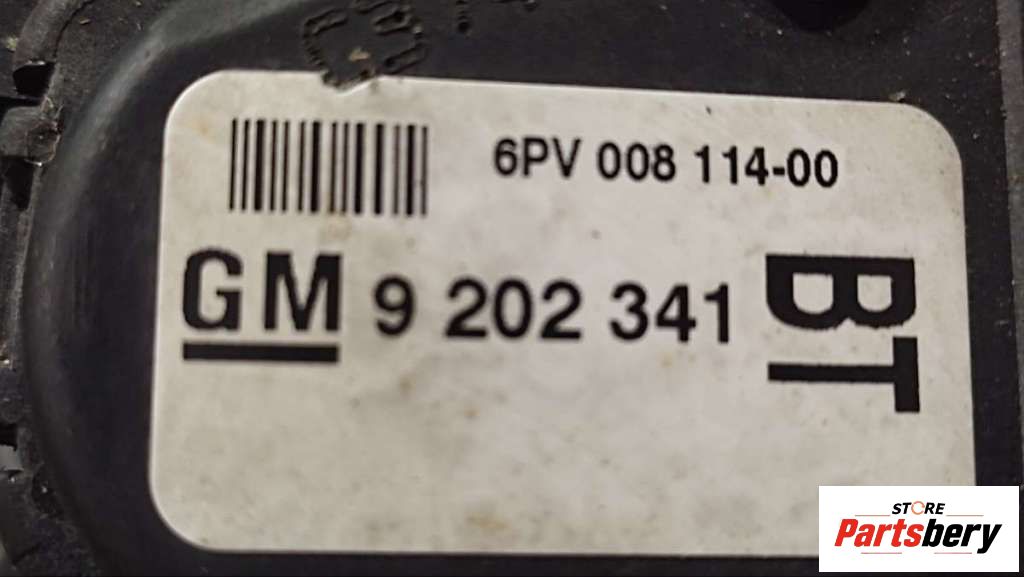 6PV 008 114-00
GM 9 202 341 BT
STORE
Partsbery